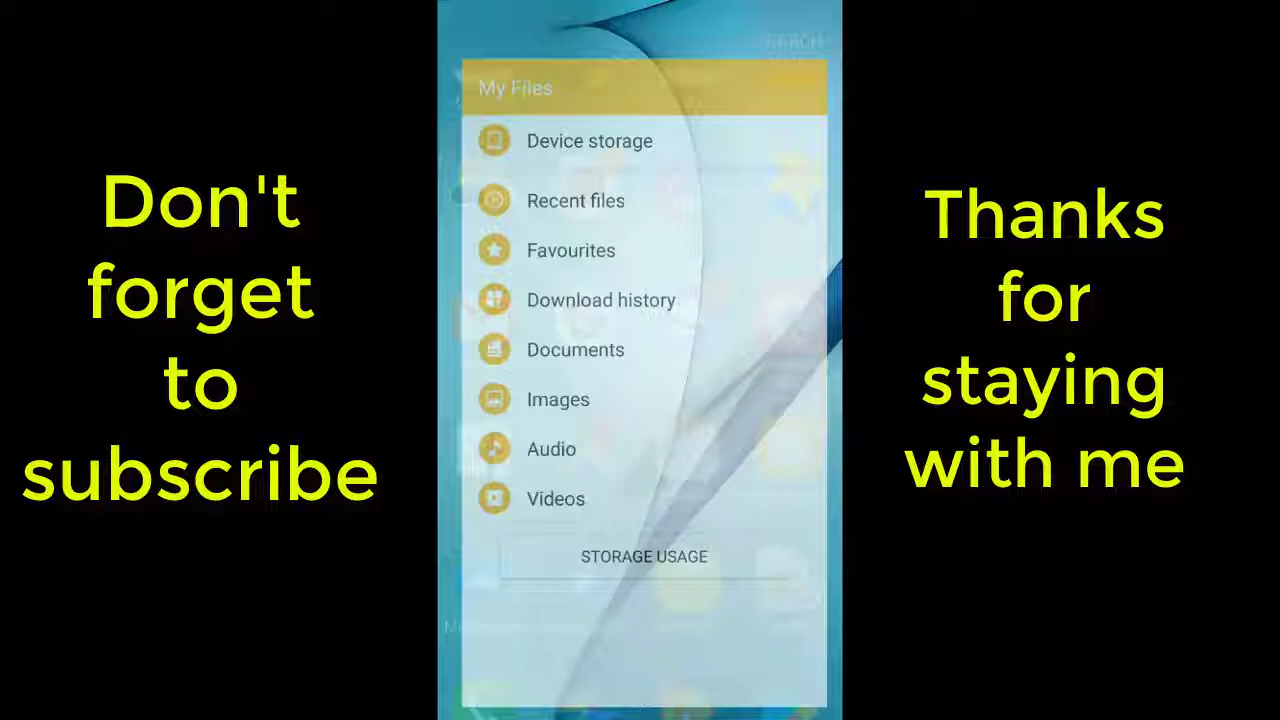 Don't
forget
to
subscribe
SEARCH
My Files
Device storage
Recent files
Favourites
Download history
Documents
Images
Audio
Videos
STORAGE USAGE
Thanks
for
staying
with me